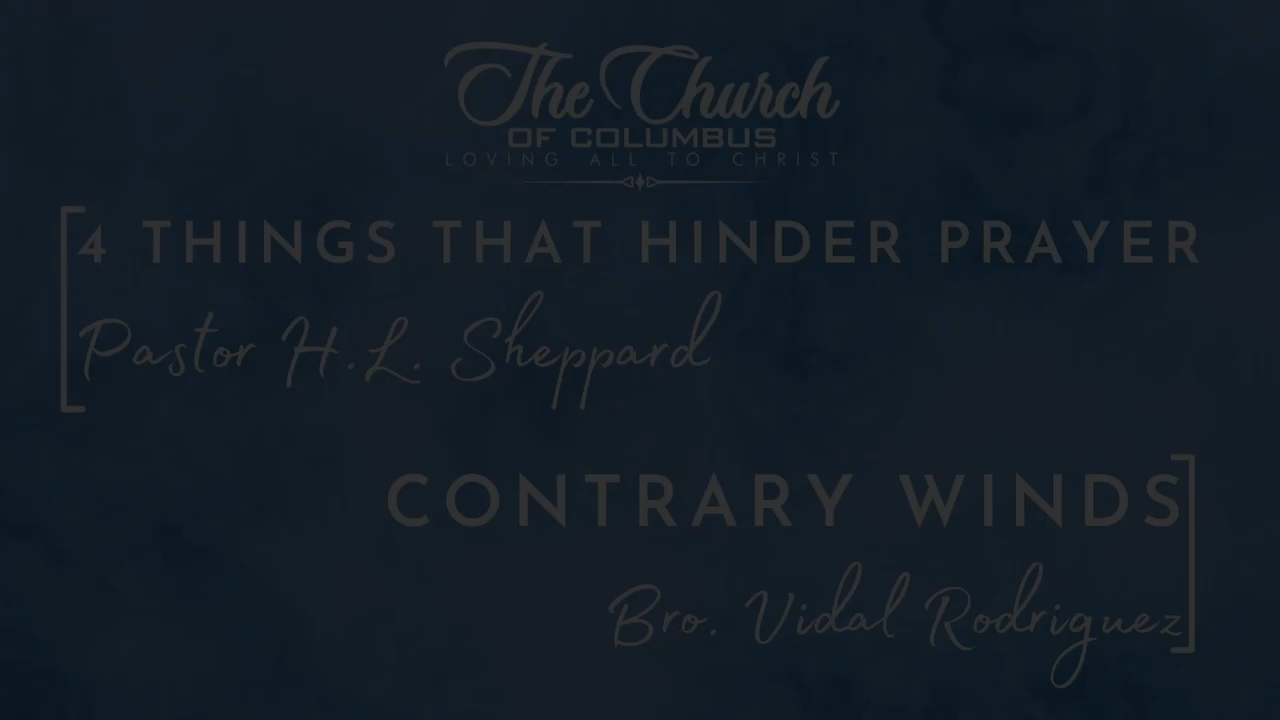 The Church
OF COLUMBUS
LOVING ALL TO CHRIST
4 THINGS THAT HINDER PRAYER
Pastor H.L. Sheppard
CONTRARY WINDS
Bro. Vidal Rodriguez